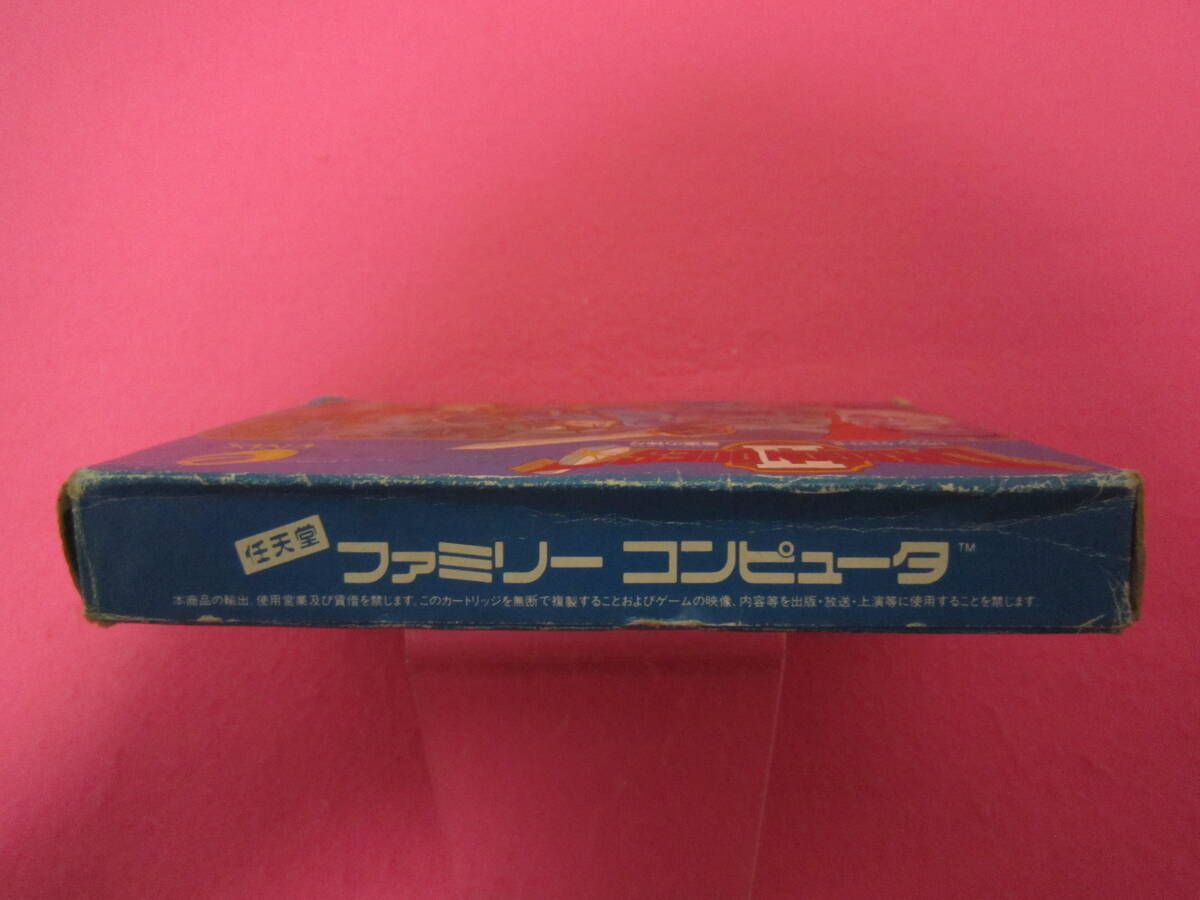 任天堂 ファミリー コンピュータ™
本商品の輸出、使用営業及び賃借を禁じます。このカートリッジを無断で複製することおよびゲームの映像、内容等を出版・放送・上演等に使用することを禁じます。